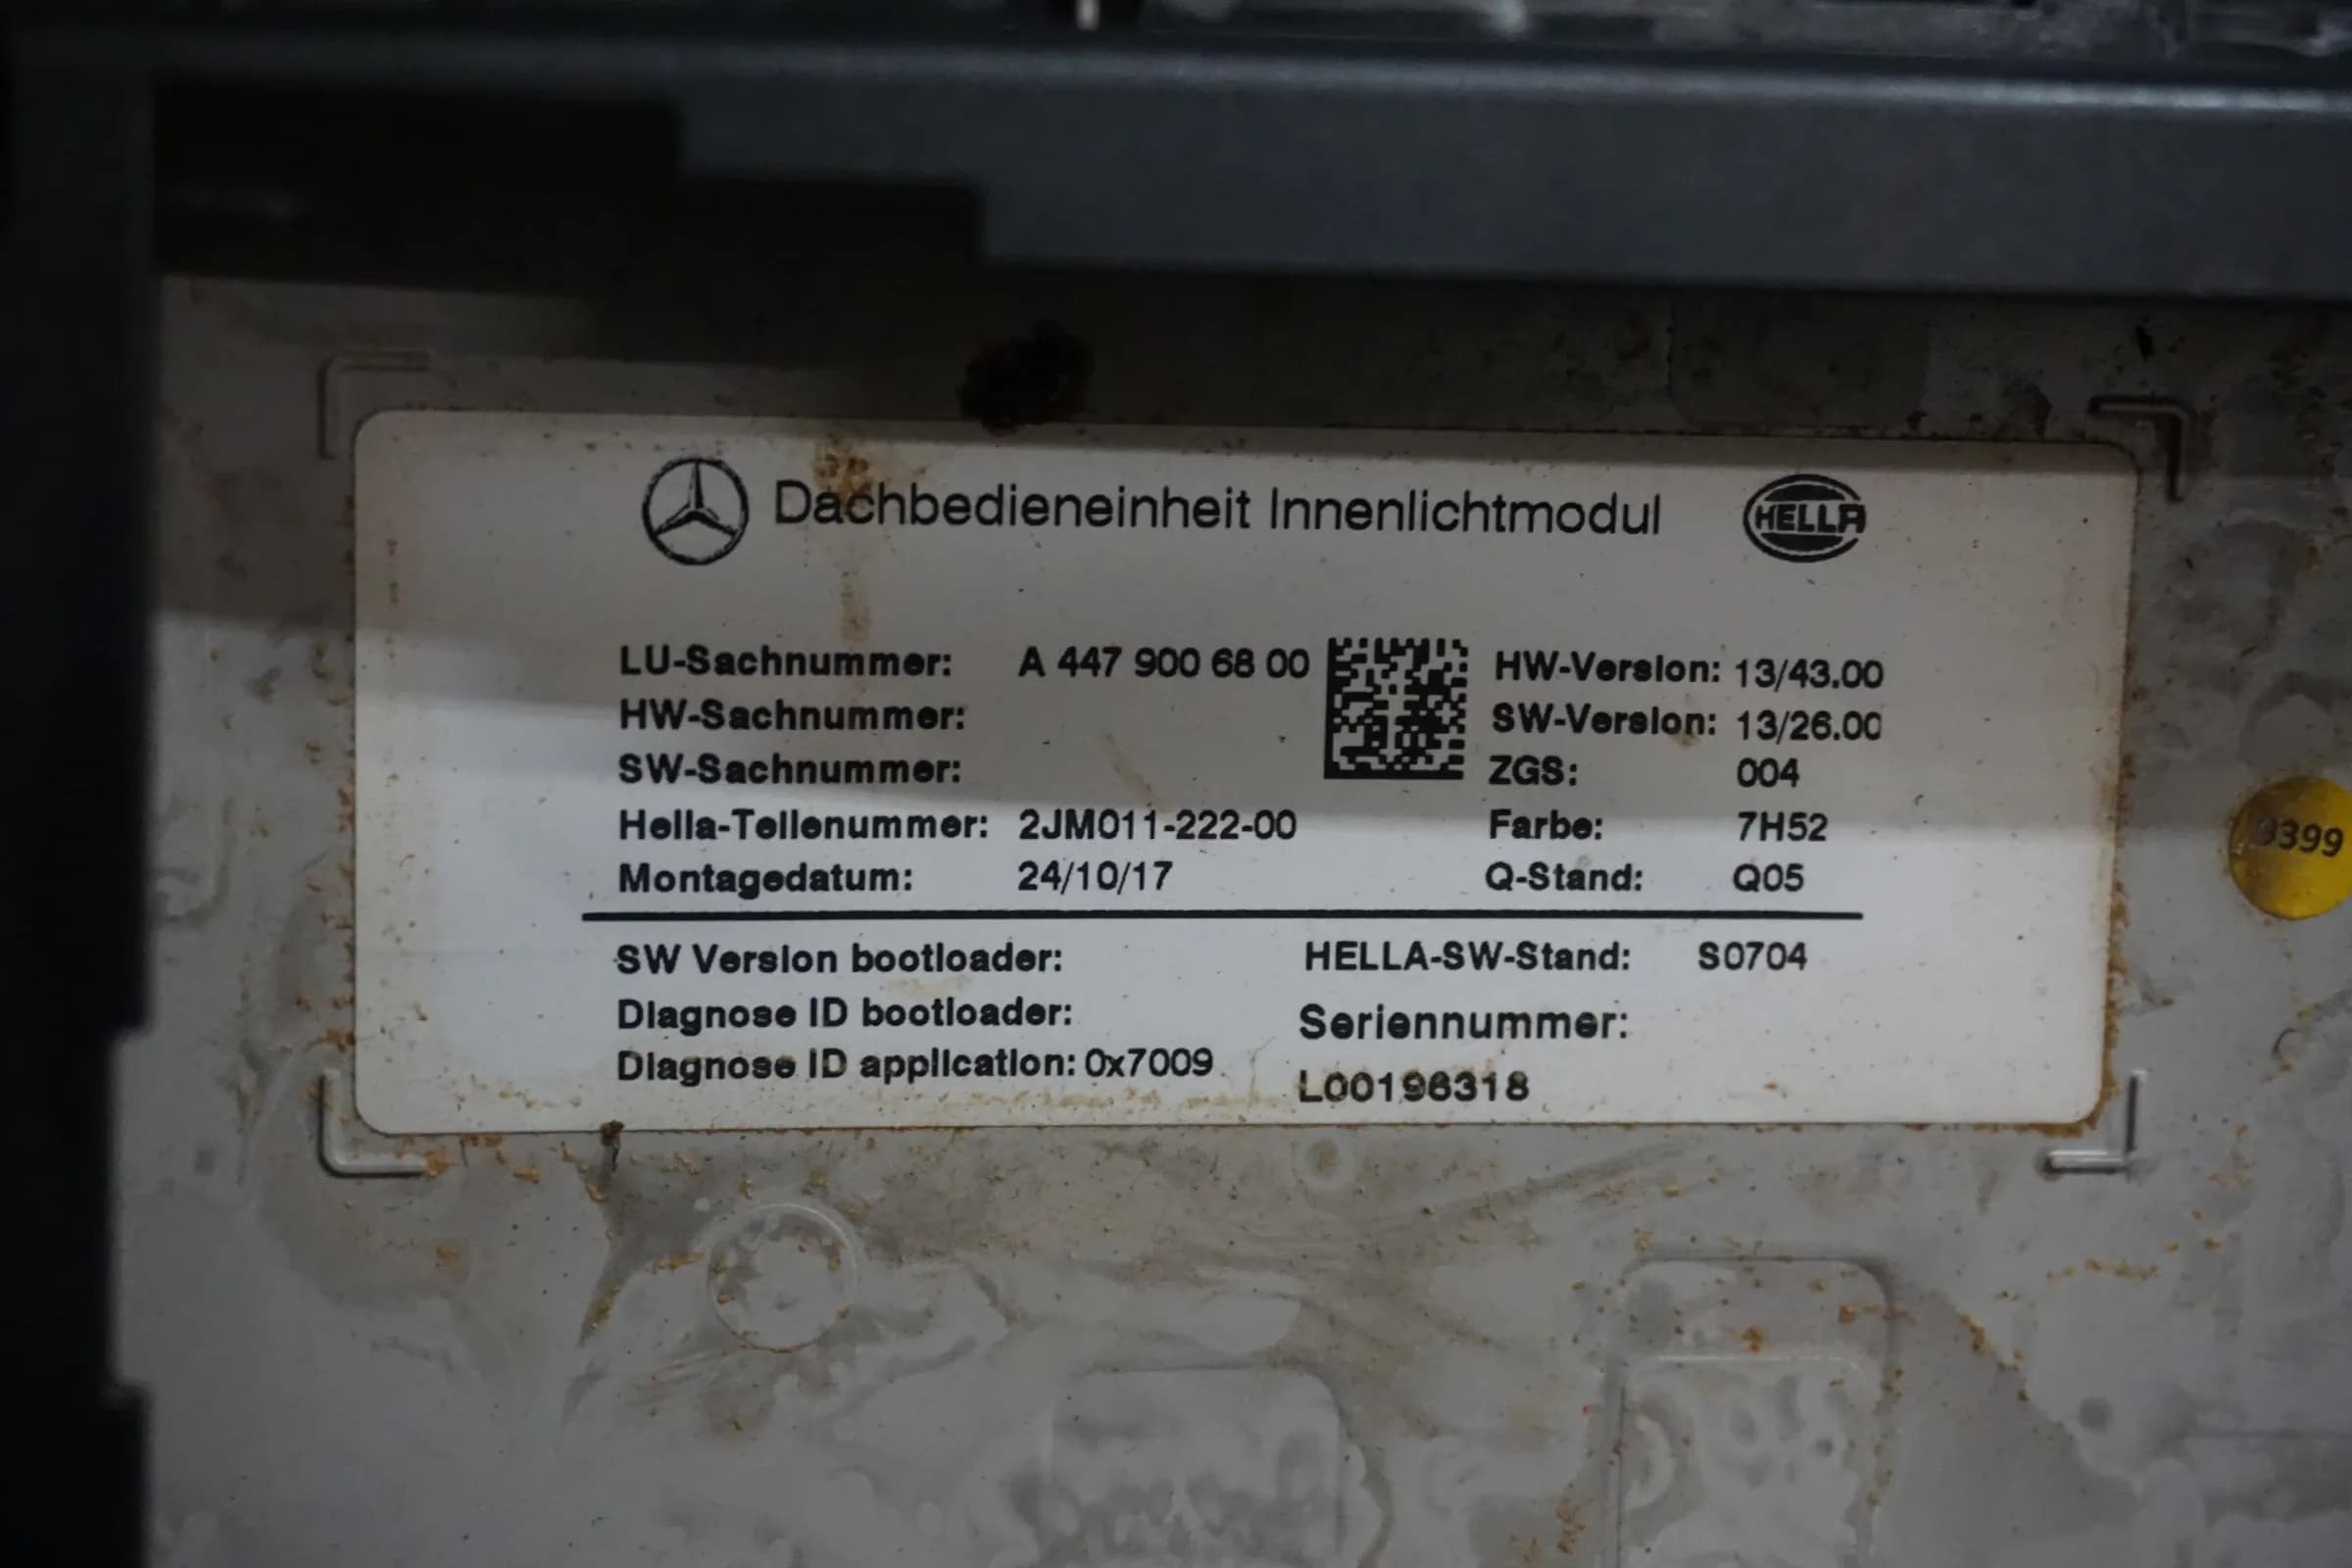 Dachbedieneinheit Innenlichtmodul HELLA
LU-Sachnummer: A 447 900 68 00 HW-Version: 13/43.00
HW-Sachnummer: SW-Version: 13/26.00
SW-Sachnummer: ZGS: 004
Hella-Teilenummer: 2JM011-222-00 Farbe: 7H52
Montagedatum: 24/10/17 Q-Stand: Q05
SW Version bootloader: HELLA-SW-Stand: S0704
Diagnose ID bootloader: Seriennummer:
Diagnose ID application: 0x7009 L00196318